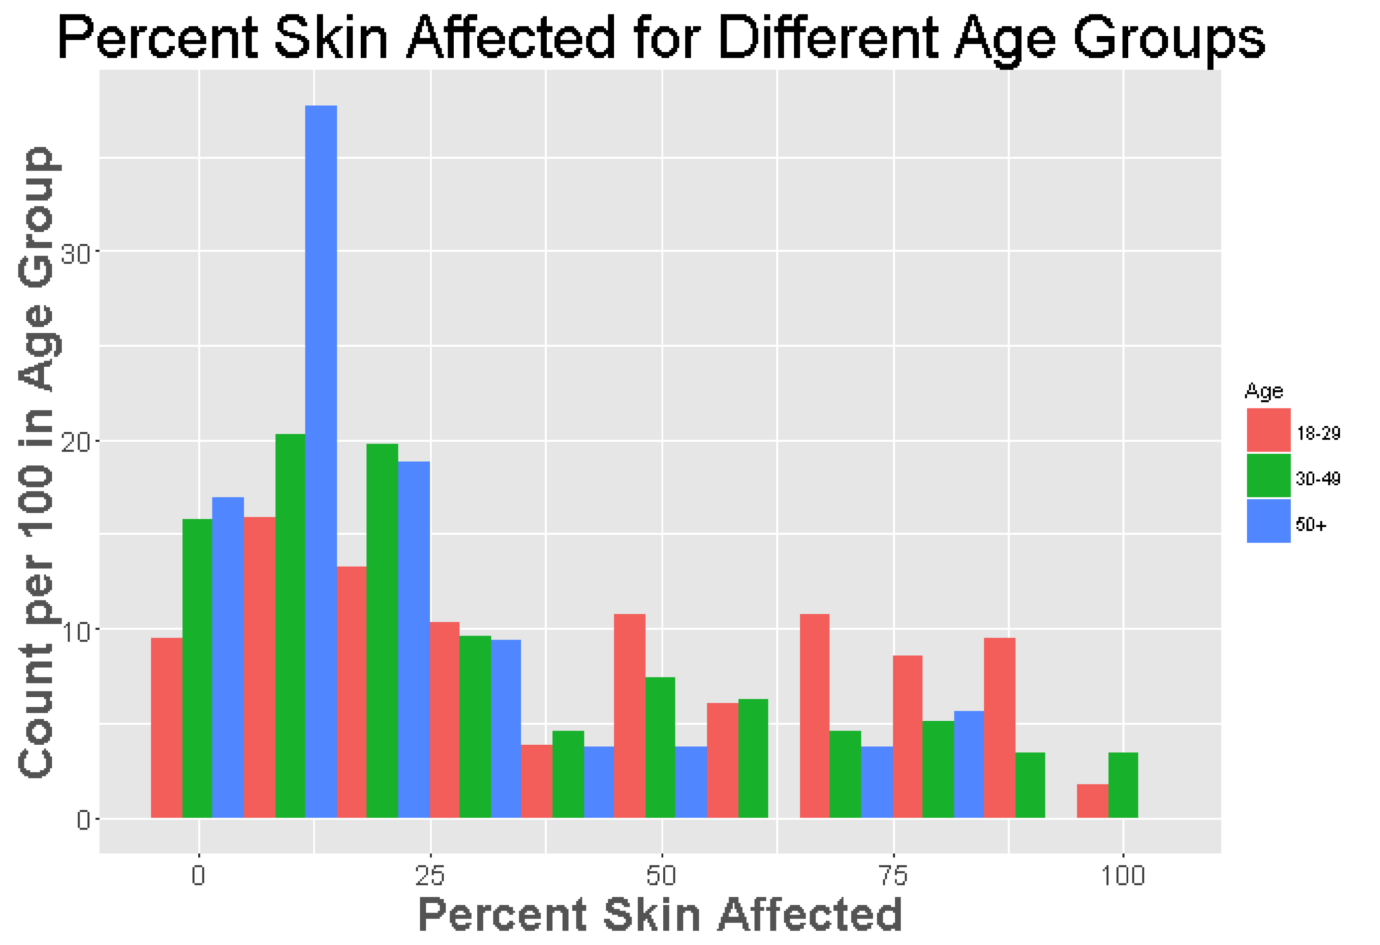 Percent Skin Affected for Different Age Groups
Count per 100 in Age Group
30
20
10
0
0 25 50 75 100
Percent Skin Affected
Age
18-29
30-49
50+